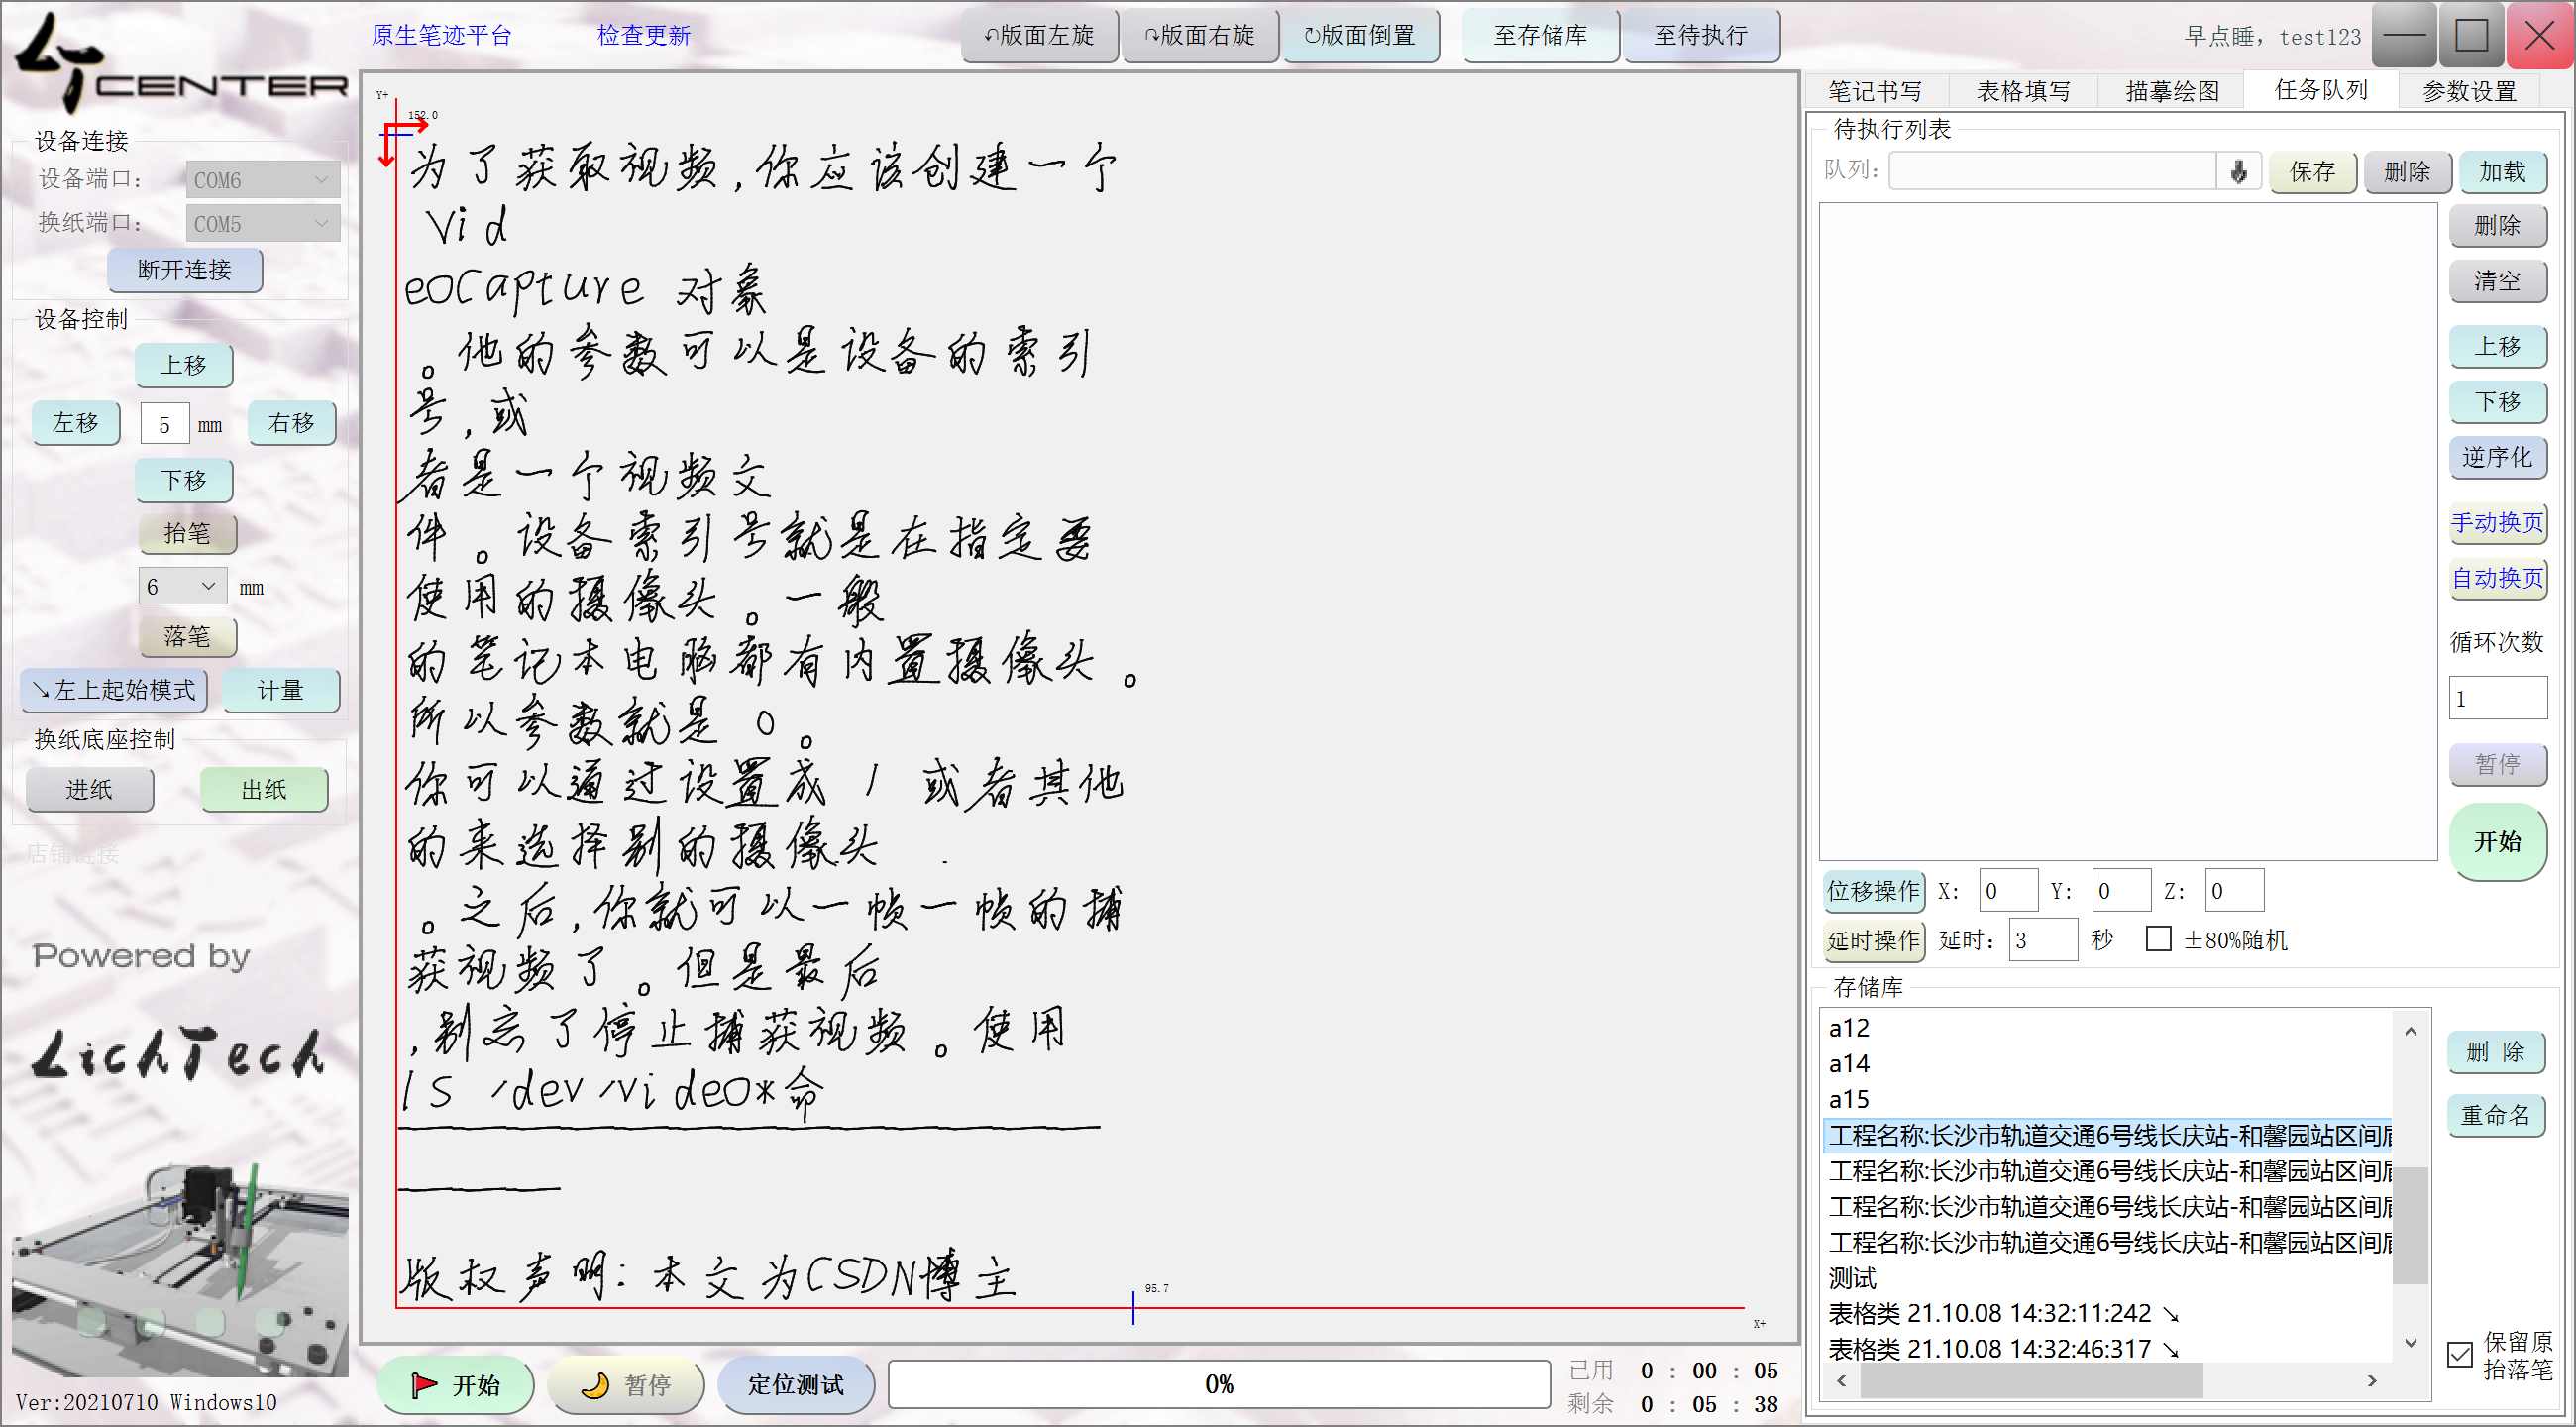 CENTER
原生笔迹平台
检查更新
↶版面左旋
↷版面右旋
↻版面倒置
至存储库
至待执行
早点睡, test123
设备连接
设备端口:
COM6
换纸端口:
COM5
断开连接
设备控制
上移
左移
5
mm
右移
下移
抬笔
6
mm
落笔
↘左上起始模式
计量
换纸底座控制
进纸
出纸
店铺链接
Powered by
LichTech
Ver:20210710 Windows10
Y+
152.0
为了获取视频,你应该创建一个
Vid
eoCapture 对象
。他的参数可以是设备的索引
号,或
者是一个视频文
件。设备索引号就是在指定要
使用的摄像头。一般
的笔记本电脑都有内置摄像头。
所以参数就是 0。
你可以通过设置成 1 或者其他
的来选择别的摄像头
。之后,你就可以一帧一帧的捕
获视频了。但是最后
,别忘了停止捕获视频。使用
ls /dev/video*命
版权声明:本文为CSDN博主
95.7
X+
开始
暂停
定位测试
0%
已用 0 : 00 : 05
剩余 0 : 05 : 38
笔记书写
表格填写
描摹绘图
任务队列
参数设置
待执行列表
队列:
保存
删除
加载
删除
清空
上移
下移
逆序化
手动换页
自动换页
循环次数
1
暂停
开始
位移操作 X: 0 Y: 0 Z: 0
延时操作 延时: 3 秒 ±80%随机
存储库
a12
a14
a15
工程名称:长沙市轨道交通6号线长庆站-和馨园站区间
工程名称:长沙市轨道交通6号线长庆站-和馨园站区间
工程名称:长沙市轨道交通6号线长庆站-和馨园站区间
工程名称:长沙市轨道交通6号线长庆站-和馨园站区间
测试
表格类 21.10.08 14:32:11:242 ↘
表格类 21.10.08 14:32:46:317 ↘
删 除
重命名
保留原
抬落笔